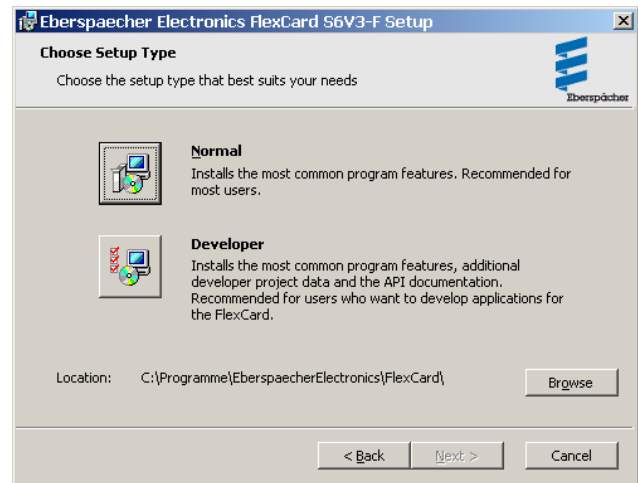 Eberspaecher Electronics FlexCard S6V3-F Setup
Choose Setup Type
Choose the setup type that best suits your needs
Eberspächer
Normal
Installs the most common program features. Recommended for
most users.
Developer
Installs the most common program features, additional
developer project data and the API documentation.
Recommended for users who want to develop applications for
the FlexCard.
Location: C:\Programme\EberspaecherElectronics\FlexCard\
Browse
< Back Next > Cancel